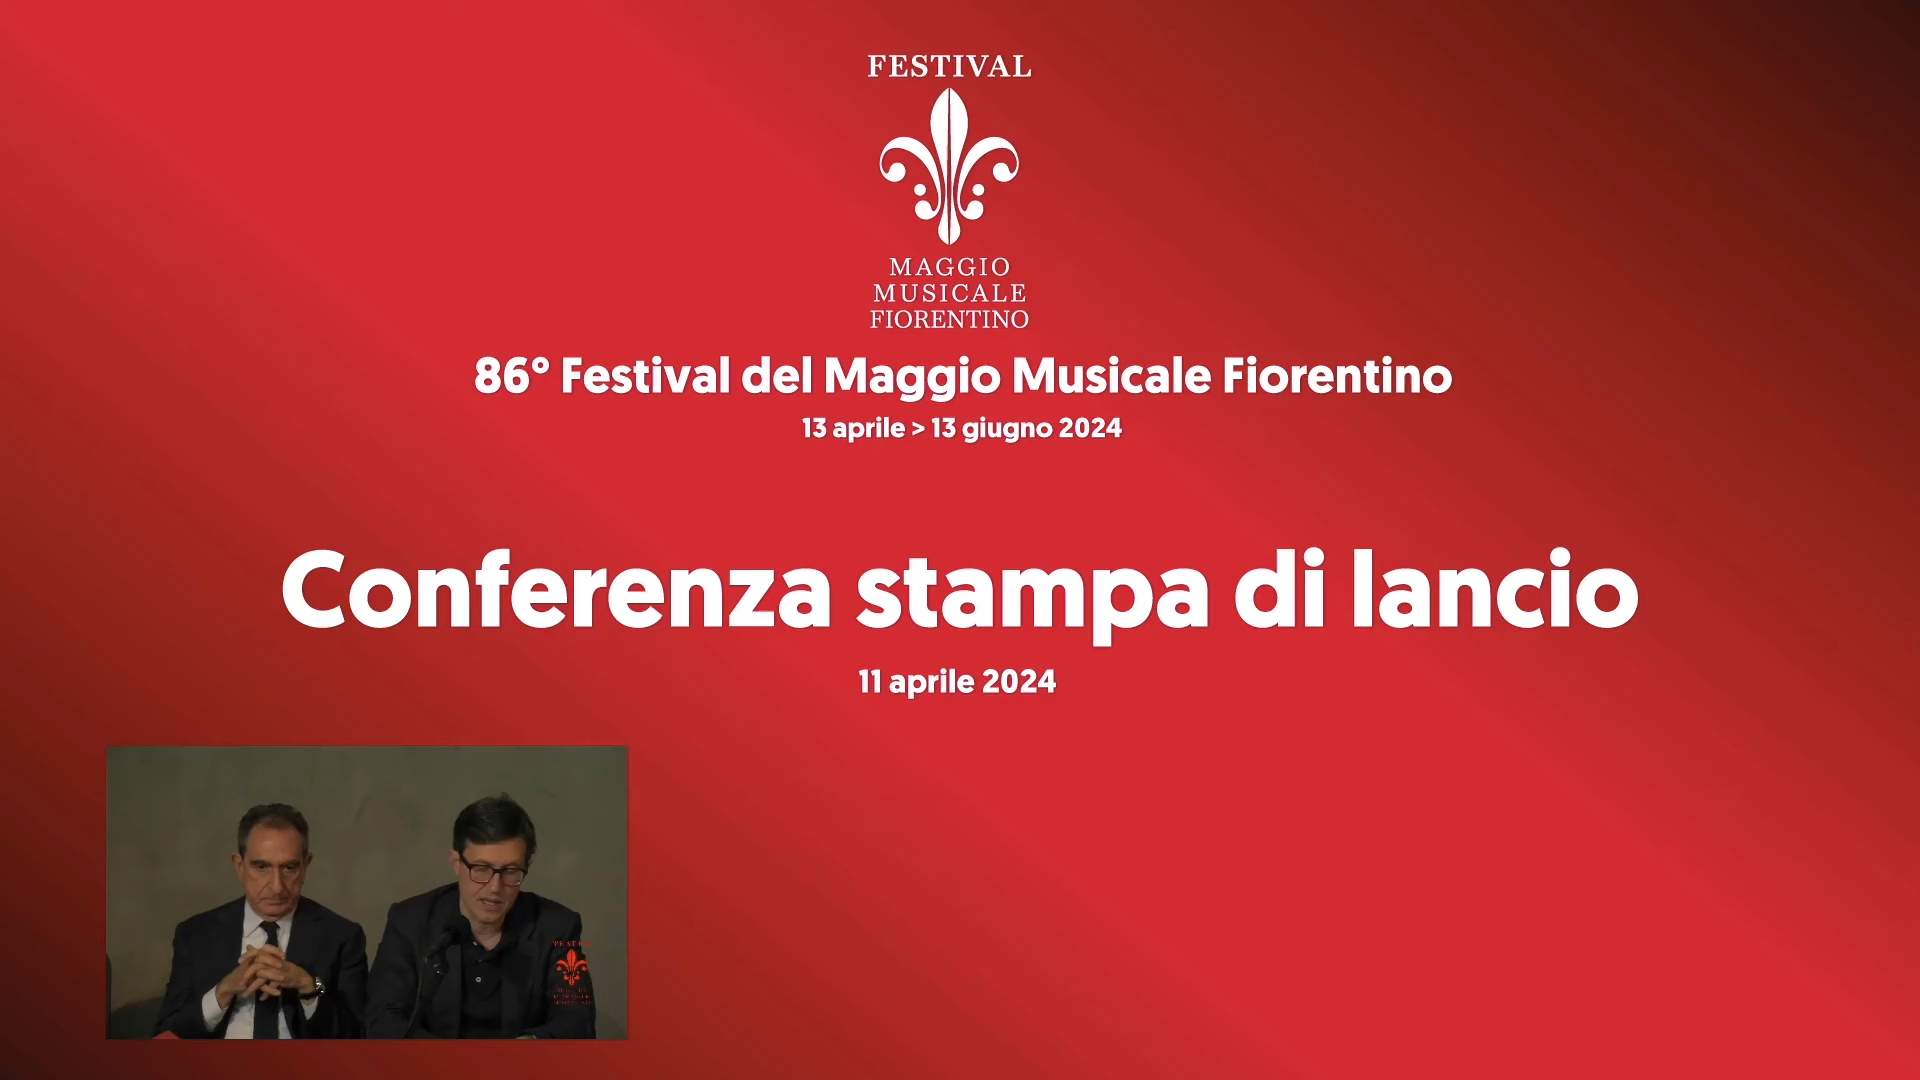 FESTIVAL
MAGGIO
MUSICALE
FIORENTINO
86° Festival del Maggio Musicale Fiorentino
13 aprile > 13 giugno 2024
Conferenza stampa di lancio
11 aprile 2024